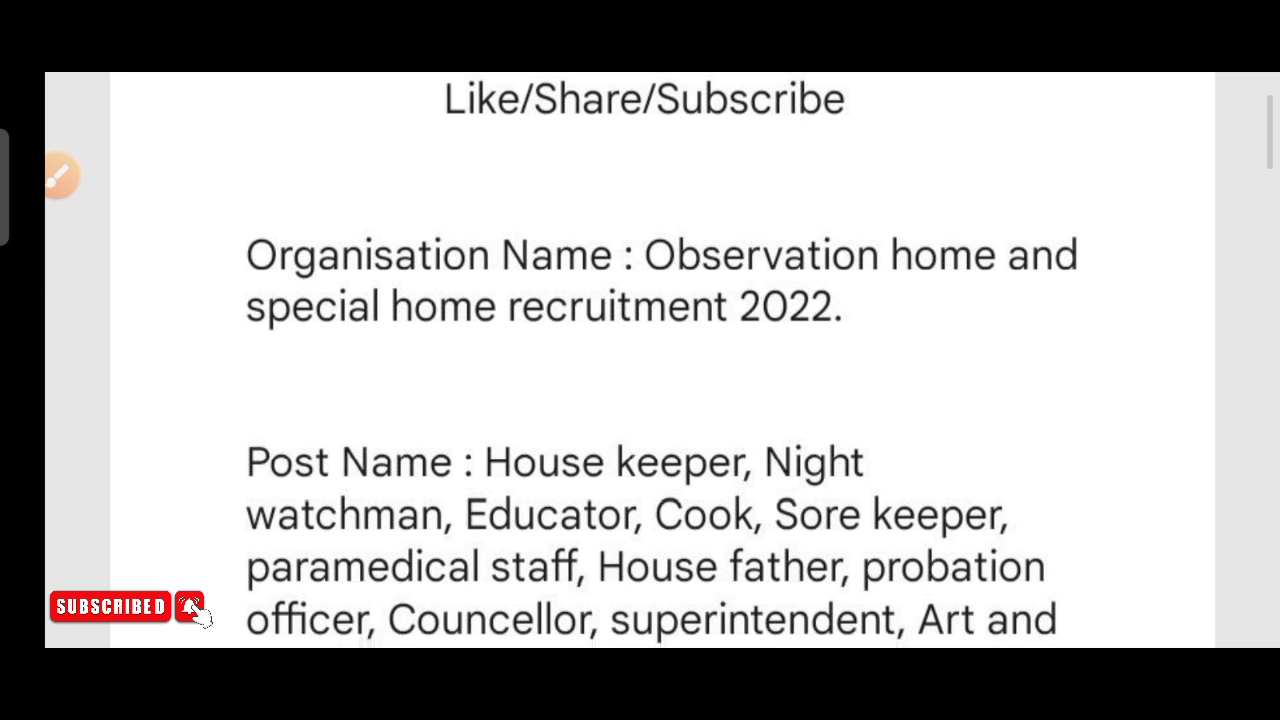 Like/Share/Subscribe
Organisation Name : Observation home and
special home recruitment 2022.
Post Name : House keeper, Night
watchman, Educator, Cook, Sore keeper,
paramedical staff, House father, probation
officer, Councellor, superintendent, Art and
SUBSCRIBED